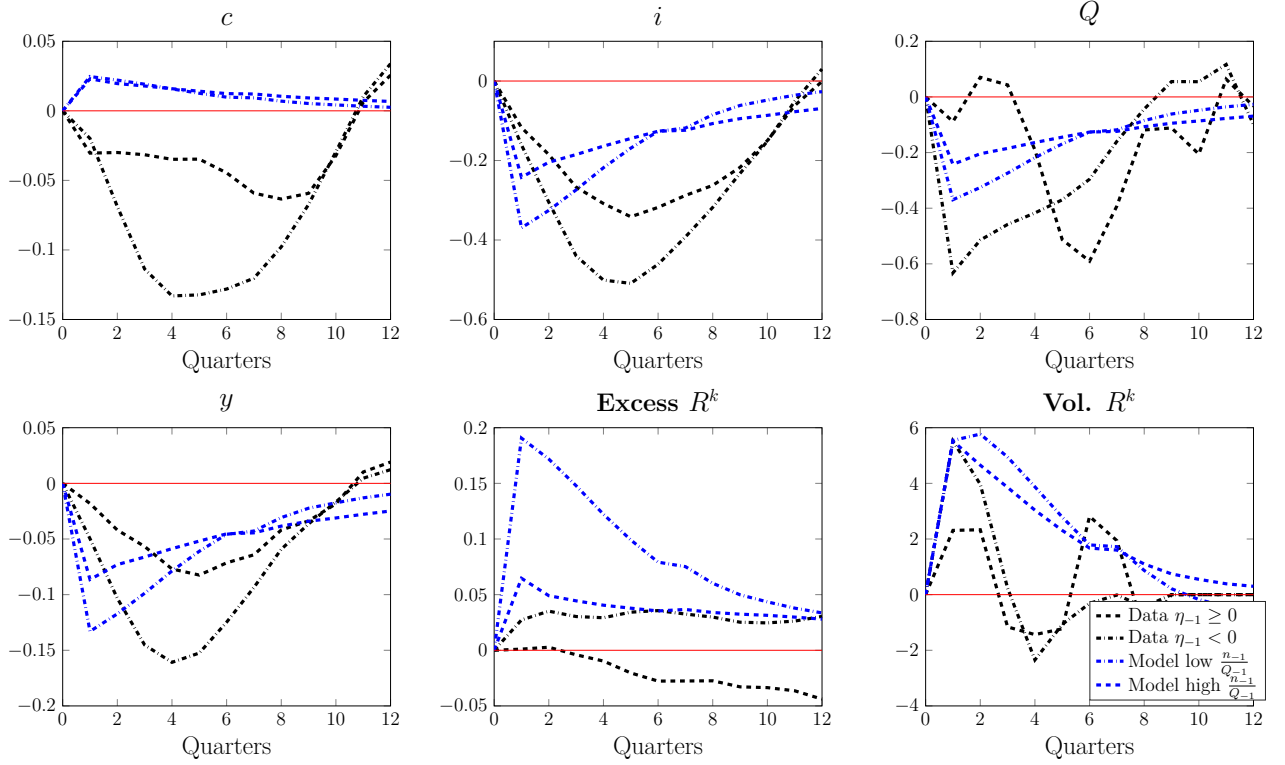 c
0.05
0
−0.05
−0.1
−0.15
0 2 4 6 8 10 12
Quarters
i
0
−0.2
−0.4
−0.6
0 2 4 6 8 10 12
Quarters
Q
0.2
0
−0.2
−0.4
−0.6
−0.8
0 2 4 6 8 10 12
Quarters
y
0.05
0
−0.05
−0.1
−0.15
−0.2
0 2 4 6 8 10 12
Quarters
Excess R^k
0.2
0.15
0.1
0.05
0
−0.05
0 2 4 6 8 10 12
Quarters
Vol. R^k
6
4
2
0
−2
−4
0 2 4 6 8 10 12
Quarters
Data η_{−1} ≥ 0
Data η_{−1} < 0
Model low n_{−1}/Q_{−1}
Model high n_{−1}/Q_{−1}